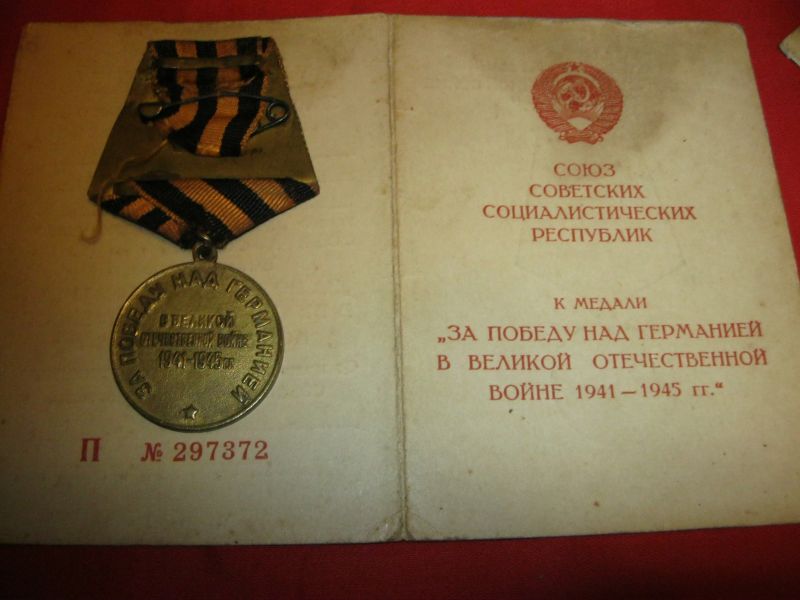 ЗА ПОБЕДУ НАД ГЕРМАНИЕЙ
В ВЕЛИКОЙ
ОТЕЧЕСТВЕННОЙ ВОЙНЕ
1941-1945 гг
П № 297372
СОЮЗ
СОВЕТСКИХ
СОЦИАЛИСТИЧЕСКИХ
РЕСПУБЛИК
К МЕДАЛИ
„ЗА ПОБЕДУ НАД ГЕРМАНИЕЙ
В ВЕЛИКОЙ ОТЕЧЕСТВЕННОЙ
ВОЙНЕ 1941 — 1945 гг.“